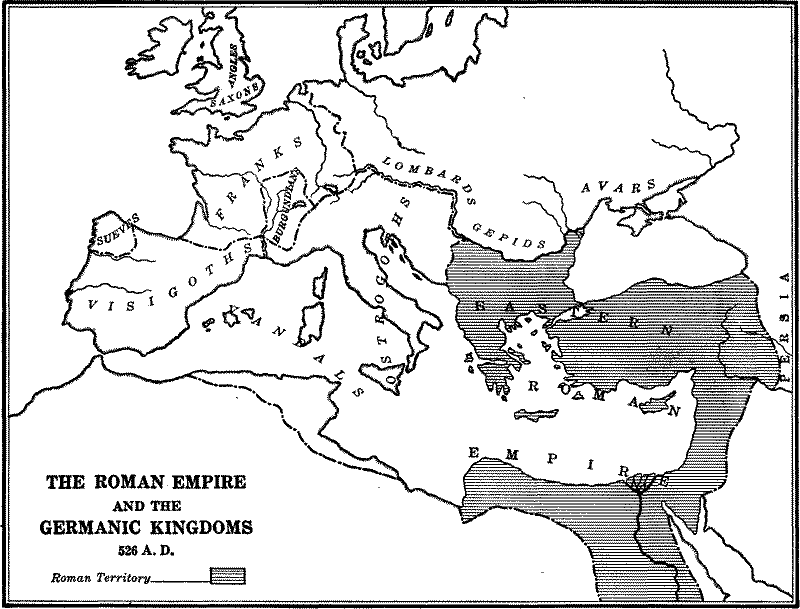 ANGLES
SAXONS
FRANKS
BURGUNDIANS
LOMBARDS
AVARS
GEPIDS
SUEVES
VISIGOTHS
OSTROGOTHS
VANDALS
PERSIA
EASTERN
ROMAN
EMPIRE
THE ROMAN EMPIRE
AND THE
GERMANIC KINGDOMS
526 A. D.
Roman Territory